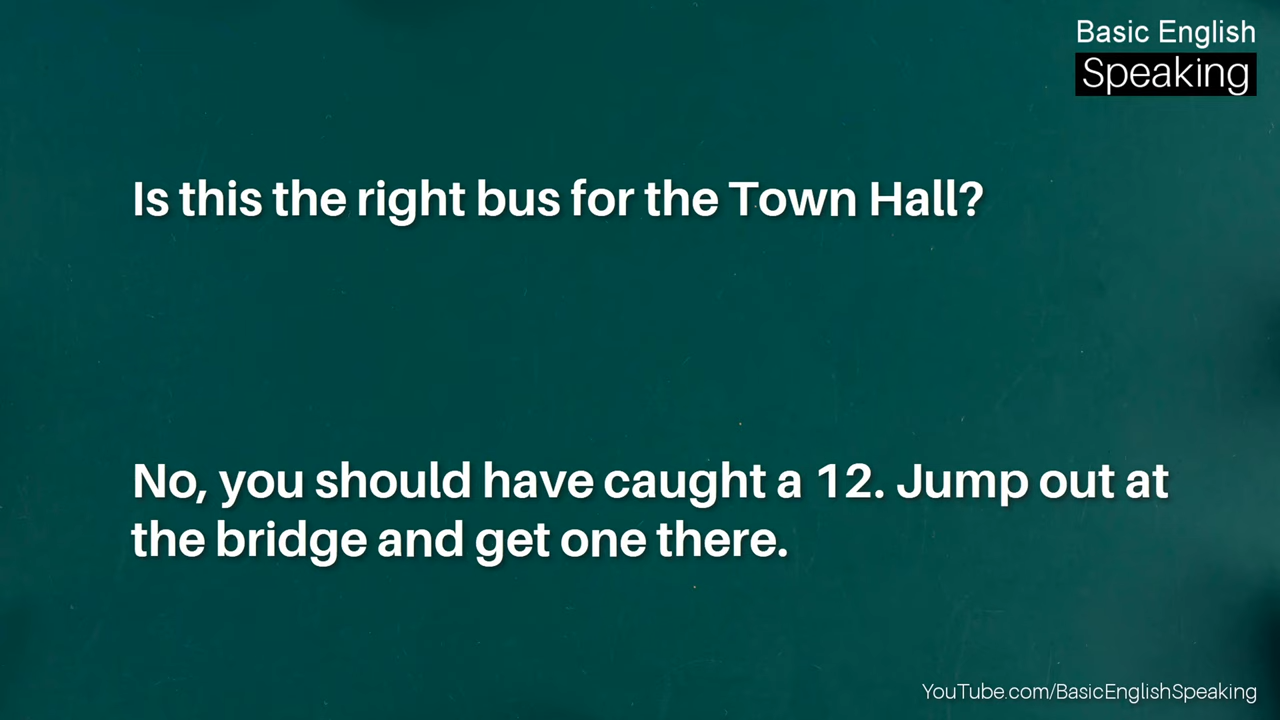 Basic English
Speaking
Is this the right bus for the Town Hall?
No, you should have caught a 12. Jump out at
the bridge and get one there.
YouTube.com/BasicEnglishSpeaking